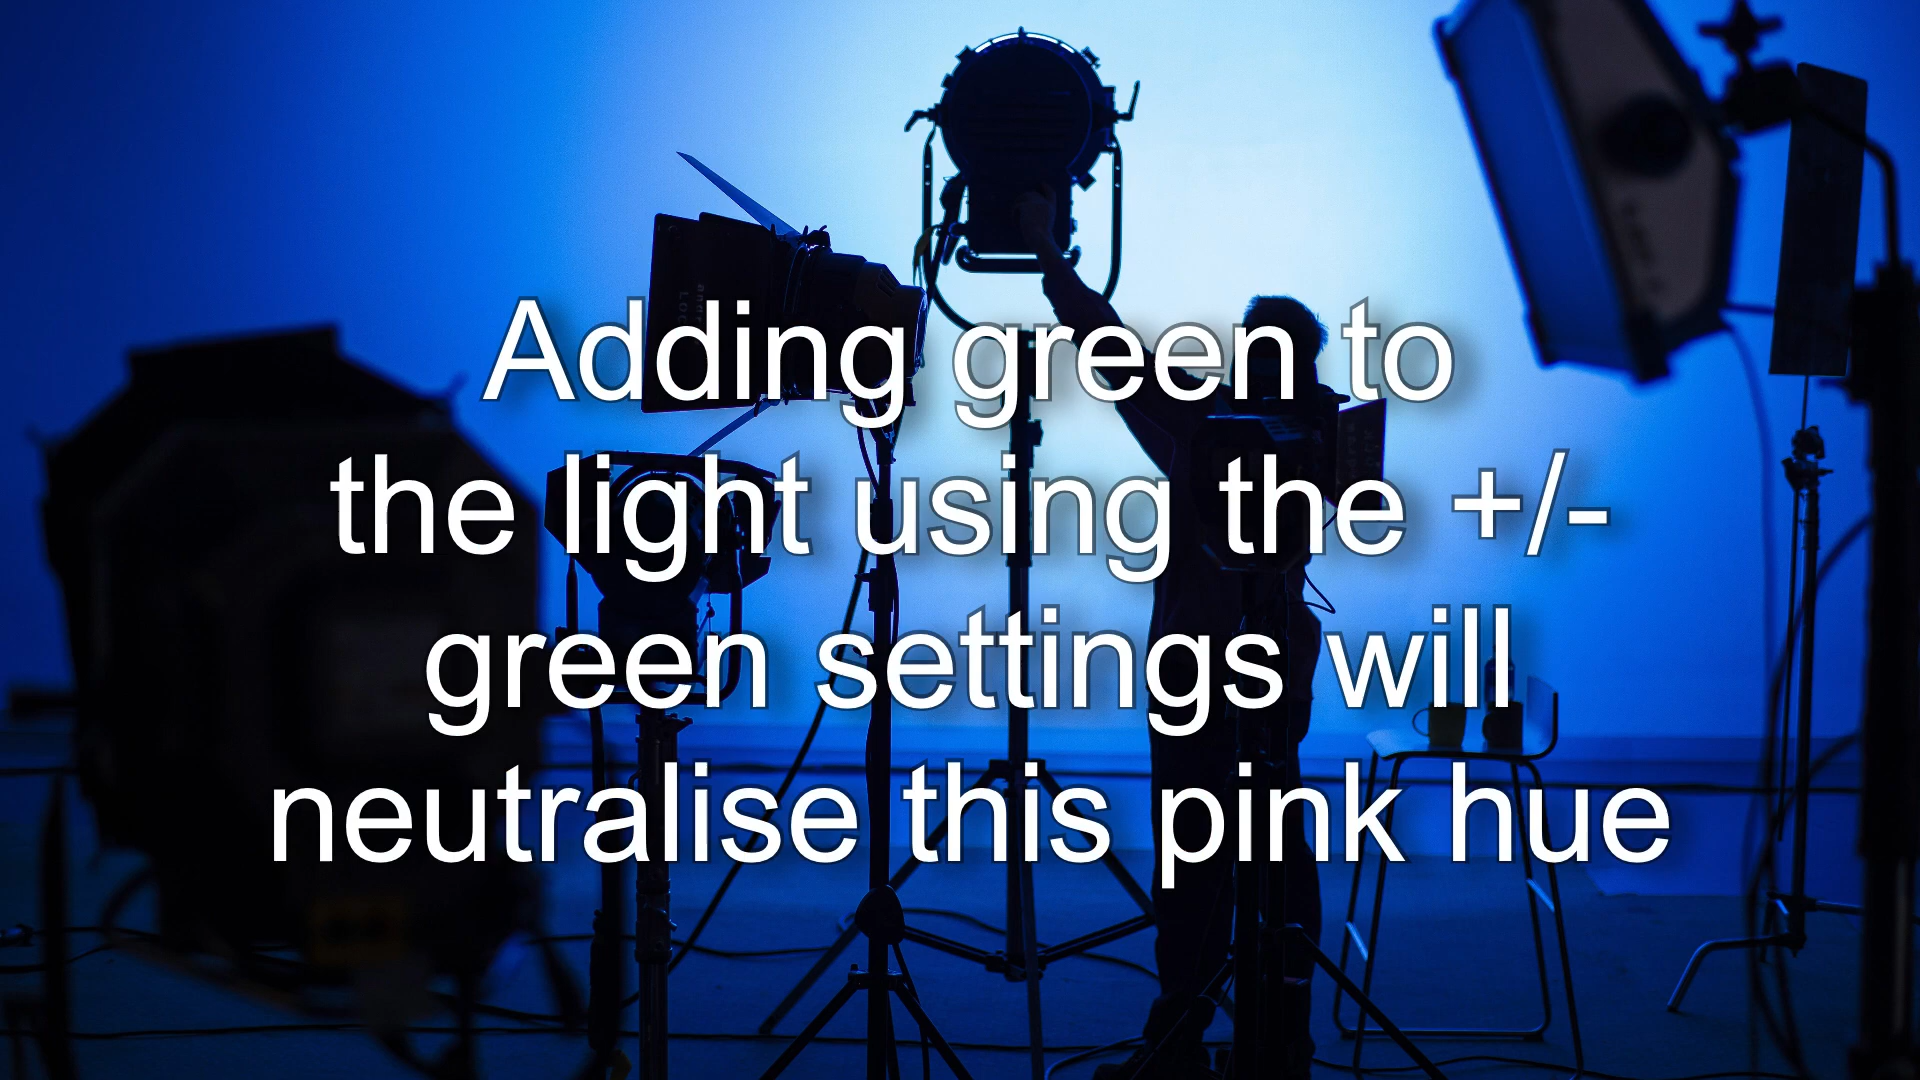 Adding green to
the light using the +/-
green settings will
neutralise this pink hue